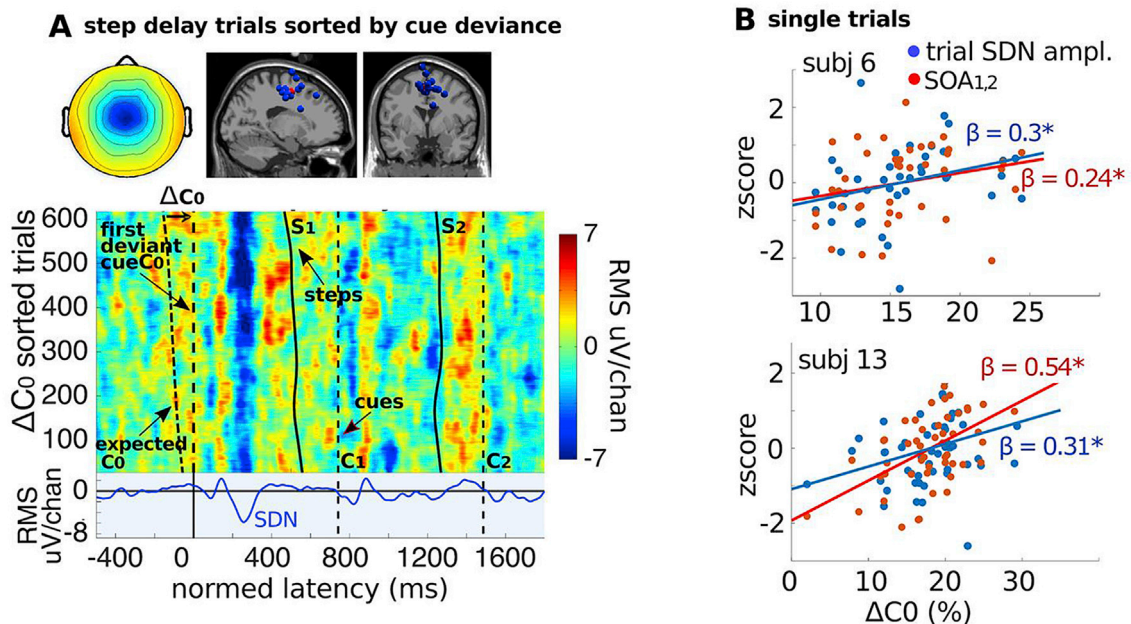 A step delay trials sorted by cue deviance
ΔC0
600
500
400
300
200
100
ΔC0 sorted trials
first
deviant
cueC0
expected
C0
S1
steps
cues
C1
S2
C2
7
0
-7
RMS uV/chan
0
-8
RMS
uV/chan
SDN
-400 0 400 800 1200 1600
normed latency (ms)
B single trials
subj 6
trial SDN ampl.
SOA1,2
2
0
-2
zscore
β = 0.3*
β = 0.24*
10 15 20 25
subj 13
2
0
-2
zscore
β = 0.54*
β = 0.31*
0 10 20 30
ΔC0 (%)